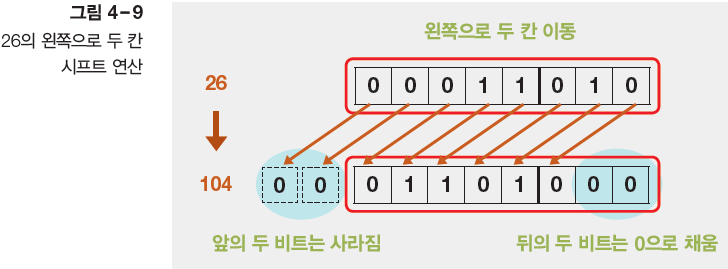 그림 4-9
26의 왼쪽으로 두 칸
시프트 연산
왼쪽으로 두 칸 이동
26 0 0 0 1 1 0 1 0
104 0 0 0 1 1 0 1 0 0 0
앞의 두 비트는 사라짐
뒤의 두 비트는 0으로 채움